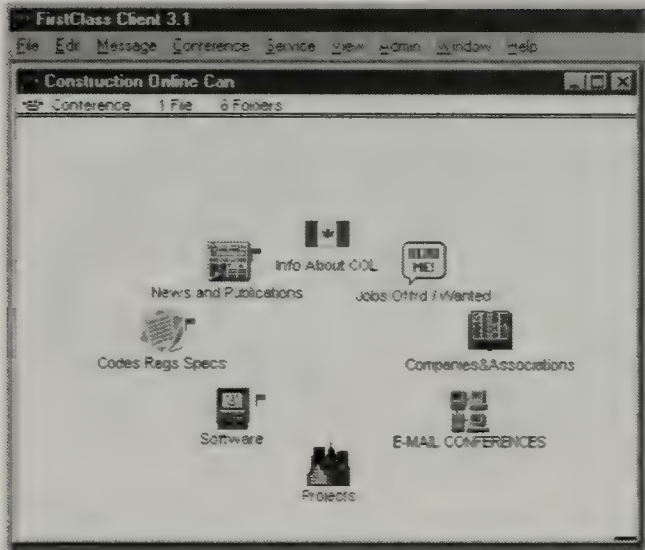 FirstClass Client 3.1
File Edit Message Conference Service View Admin Window Help
Construction Online Can
Conference 1 File 6 Folders
Info About COL
News and Publications
Jobs Offrd / Wanted
Codes Regs Specs
Companies&Associations
Software
E-MAIL CONFERENCES
Projects